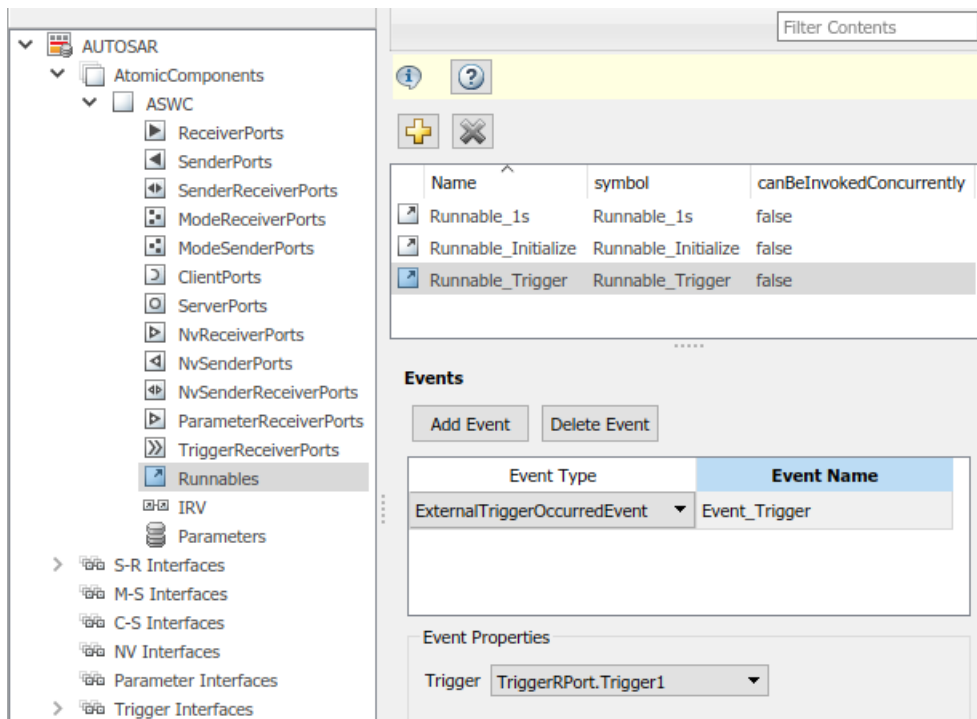 AUTOSAR
AtomicComponents
ASWC
ReceiverPorts
SenderPorts
SenderReceiverPorts
ModeReceiverPorts
ModeSenderPorts
ClientPorts
ServerPorts
NvReceiverPorts
NvSenderPorts
NvSenderReceiverPorts
ParameterReceiverPorts
TriggerReceiverPorts
Runnables
IRV
Parameters
S-R Interfaces
M-S Interfaces
C-S Interfaces
NV Interfaces
Parameter Interfaces
Trigger Interfaces
Filter Contents
Name symbol canBeInvokedConcurrently
Runnable_1s Runnable_1s false
Runnable_Initialize Runnable_Initialize false
Runnable_Trigger Runnable_Trigger false
Events
Add Event Delete Event
Event Type Event Name
ExternalTriggerOccurredEvent Event_Trigger
Event Properties
Trigger TriggerRPort.Trigger1